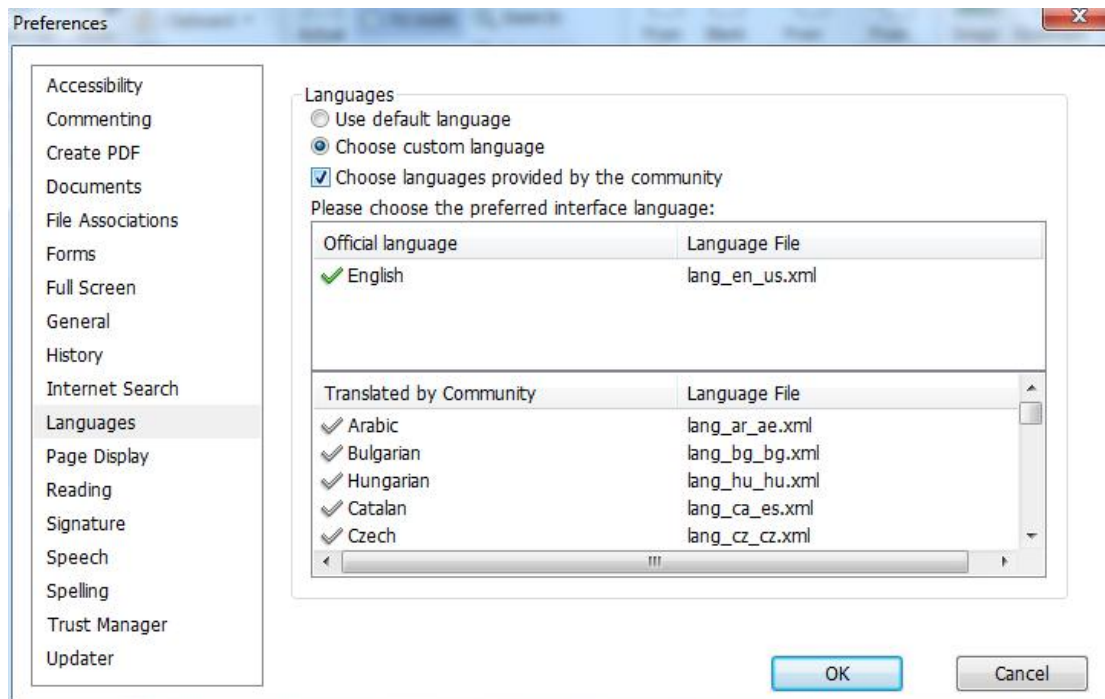 Preferences
Accessibility
Commenting
Create PDF
Documents
File Associations
Forms
Full Screen
General
History
Internet Search
Languages
Page Display
Reading
Signature
Speech
Spelling
Trust Manager
Updater
Languages
Use default language
Choose custom language
Choose languages provided by the community
Please choose the preferred interface language:
Official language Language File
English lang_en_us.xml
Translated by Community Language File
Arabic lang_ar_ae.xml
Bulgarian lang_bg_bg.xml
Hungarian lang_hu_hu.xml
Catalan lang_ca_es.xml
Czech lang_cz_cz.xml
OK Cancel